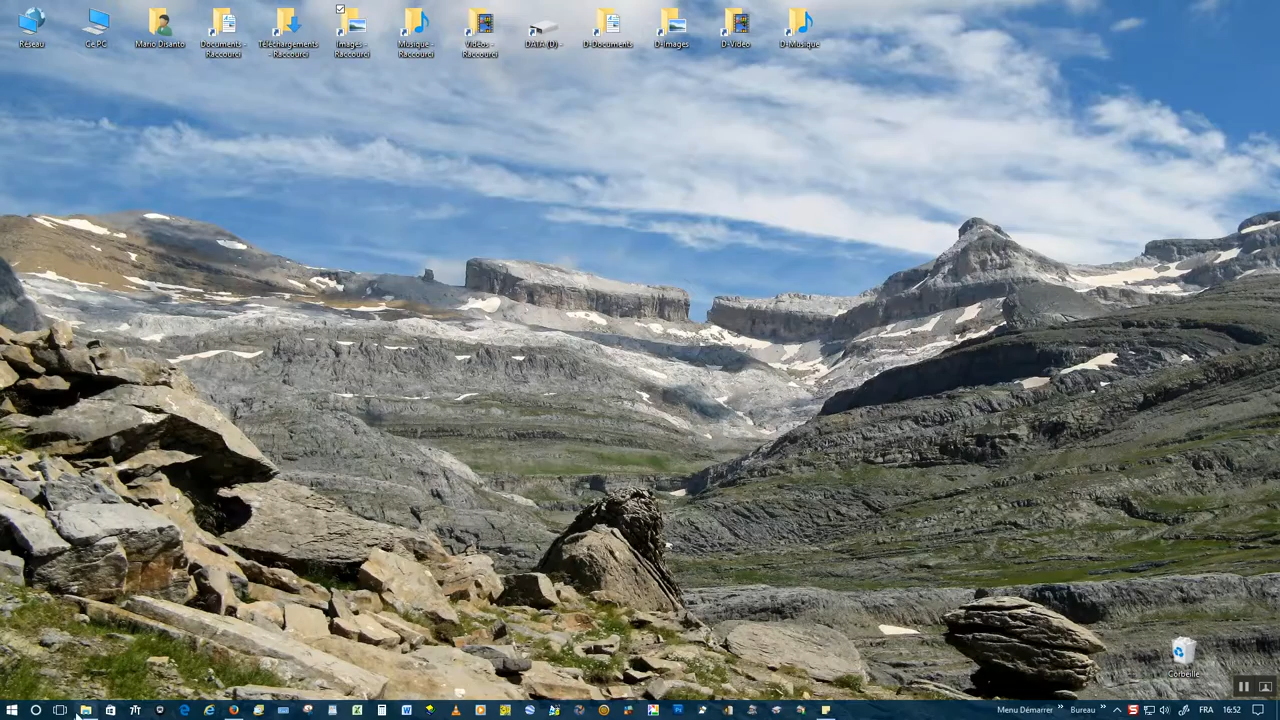 Réseau
Ce PC
Mario Disanto
Documents -
Raccourci
Téléchargements
- Raccourci
Images -
Raccourci
Musique -
Raccourci
Vidéos -
Raccourci
DATA (D) -
D-Documents
D-Images
D-Vidéo
D-Musique
Corbeille
Menu Démarrer
Bureau
FRA
16:52